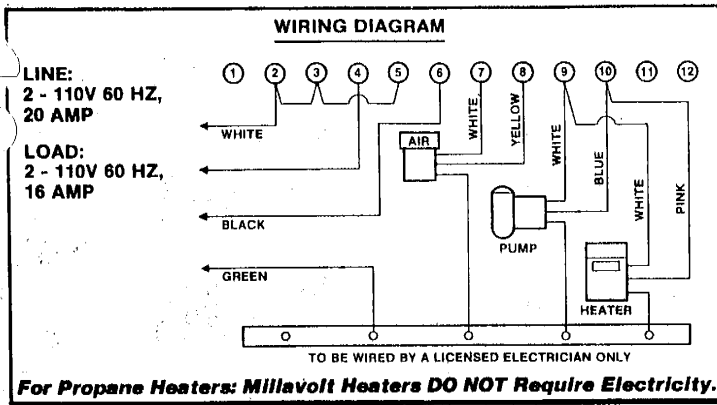 WIRING DIAGRAM
LINE:
2 - 110V 60 HZ,
20 AMP
LOAD:
2 - 110V 60 HZ,
16 AMP
1 2 3 4 5 6 7 8 9 10 11 12
WHITE
BLACK
GREEN
AIR
WHITE
YELLOW
WHITE
BLUE
WHITE
PINK
PUMP
HEATER
TO BE WIRED BY A LICENSED ELECTRICIAN ONLY
For Propane Heaters: Millavolt Heaters DO NOT Require Electricity.